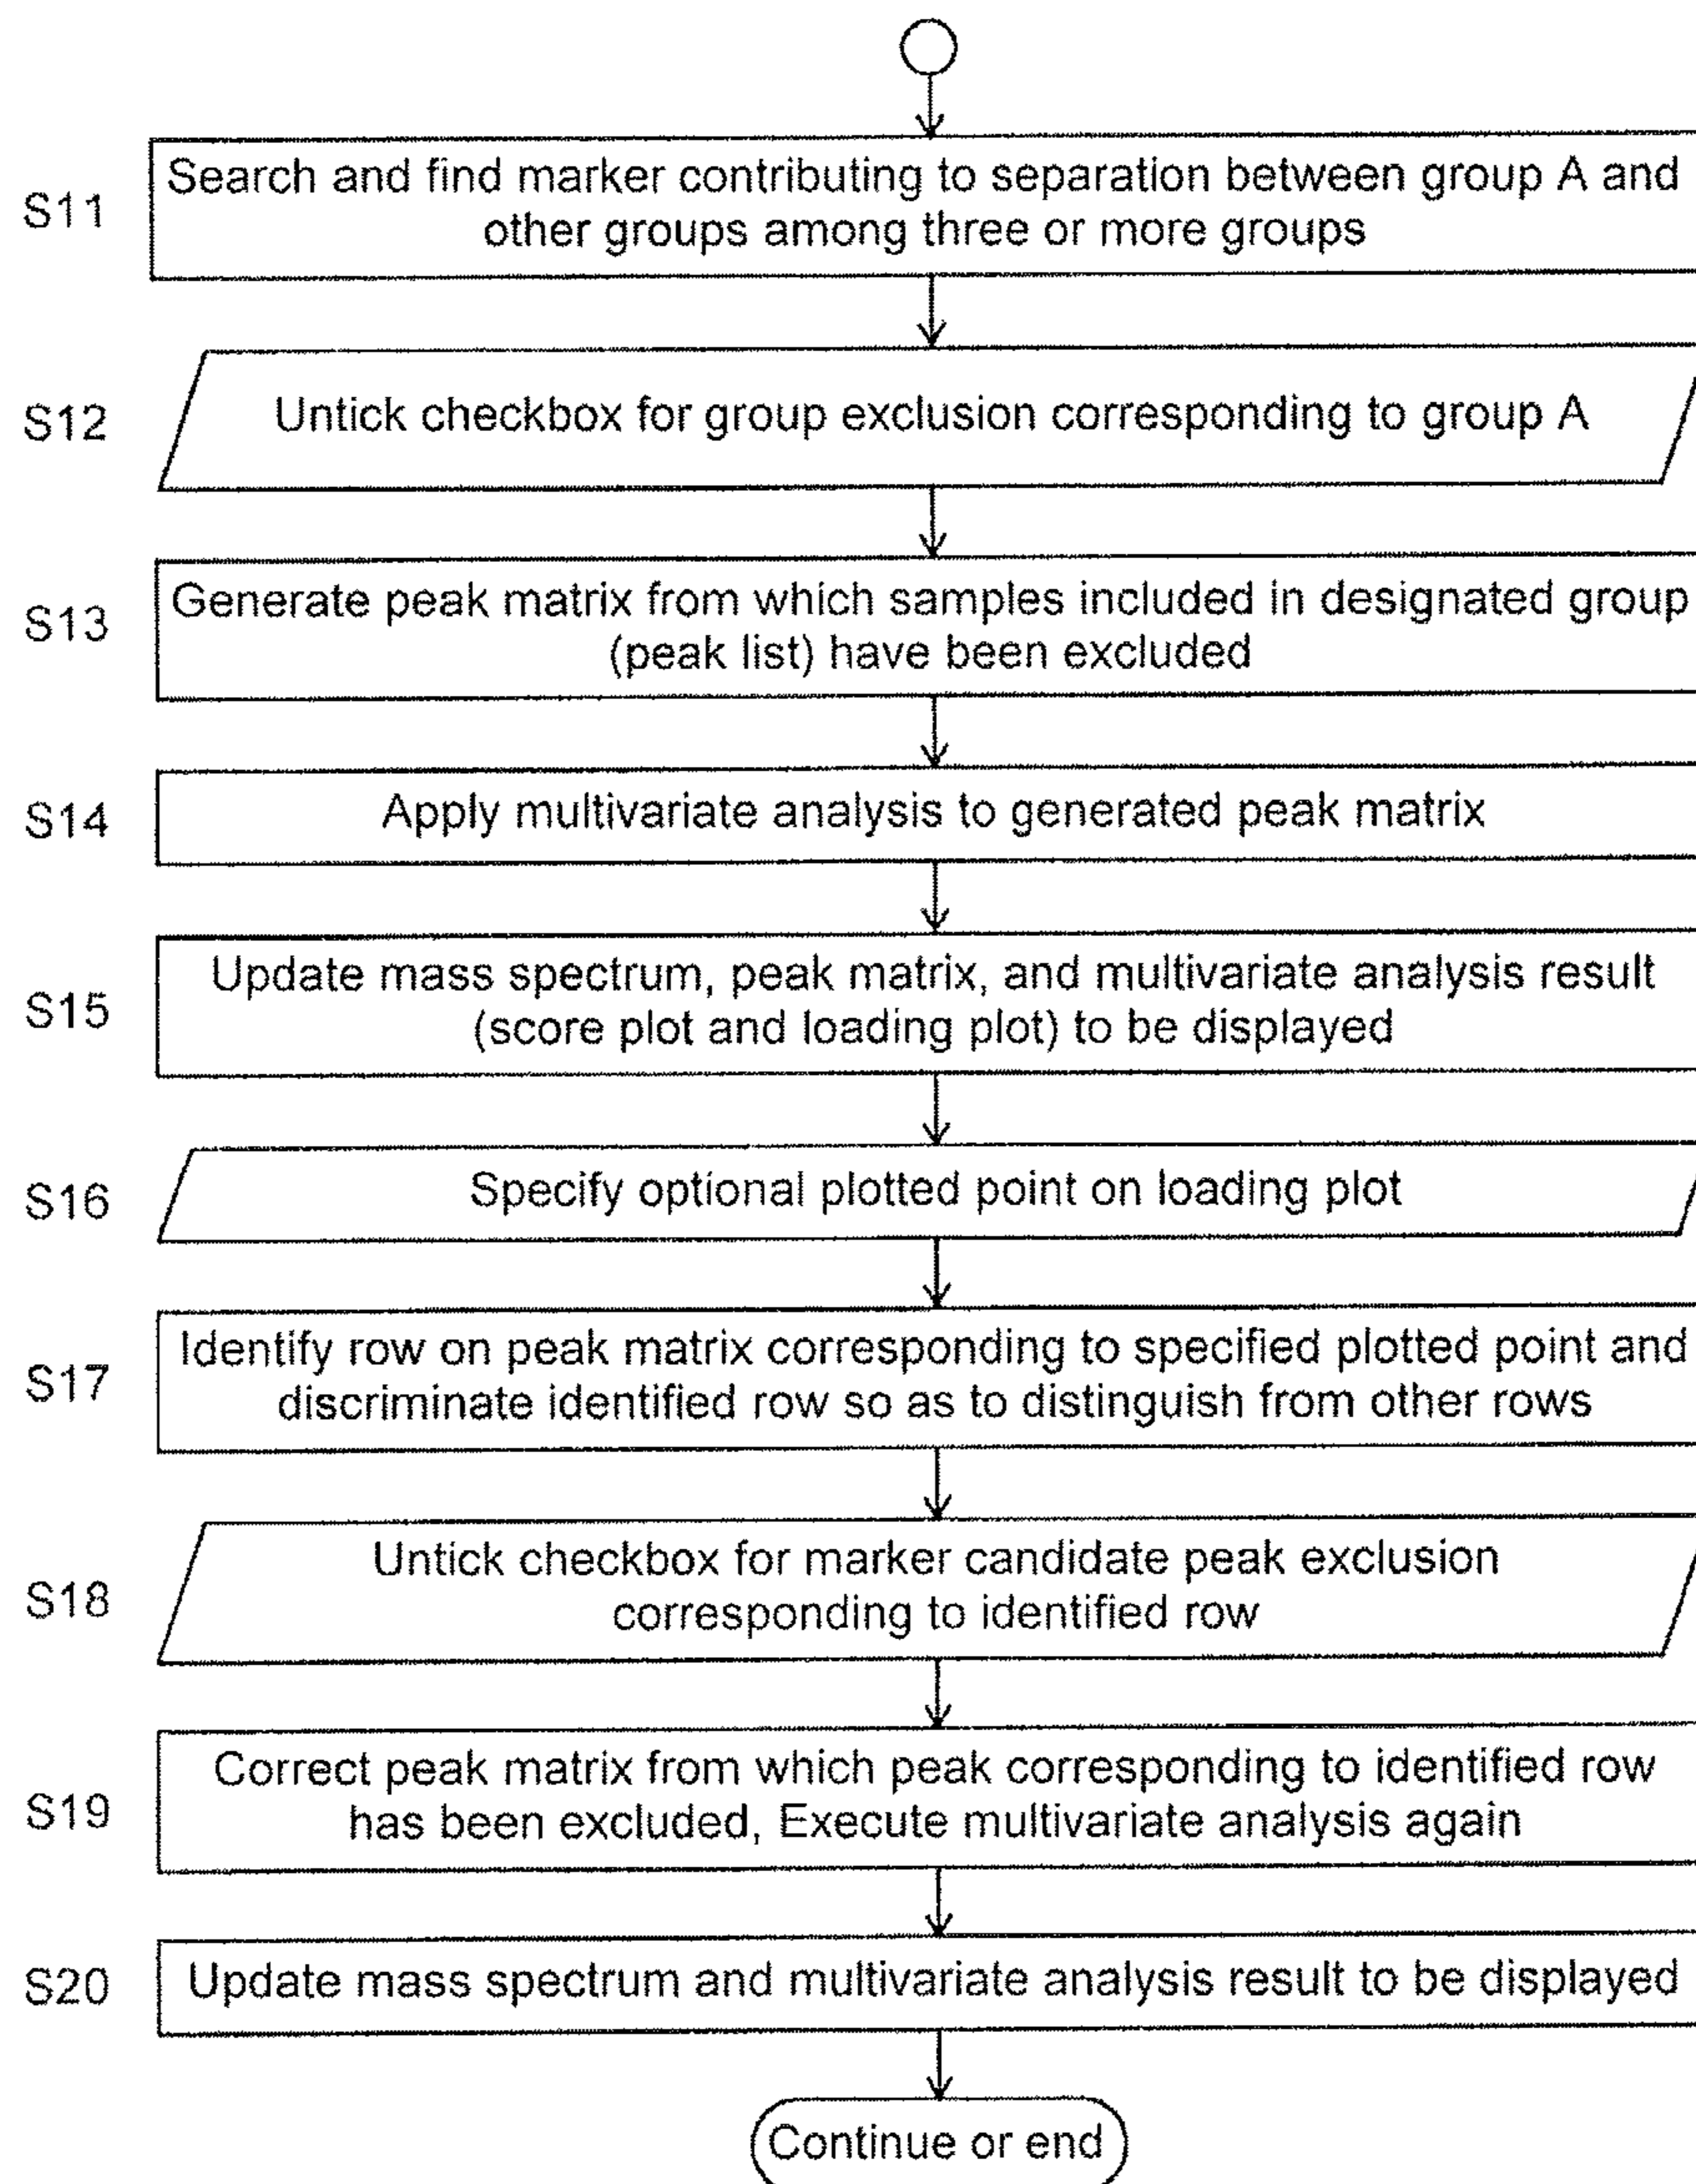 S11
Search and find marker contributing to separation between group A and
other groups among three or more groups
S12
Untick checkbox for group exclusion corresponding to group A
S13
Generate peak matrix from which samples included in designated group
(peak list) have been excluded
S14
Apply multivariate analysis to generated peak matrix
S15
Update mass spectrum, peak matrix, and multivariate analysis result
(score plot and loading plot) to be displayed
S16
Specify optional plotted point on loading plot
S17
Identify row on peak matrix corresponding to specified plotted point and
discriminate identified row so as to distinguish from other rows
S18
Untick checkbox for marker candidate peak exclusion
corresponding to identified row
S19
Correct peak matrix from which peak corresponding to identified row
has been excluded, Execute multivariate analysis again
S20
Update mass spectrum and multivariate analysis result to be displayed
Continue or end